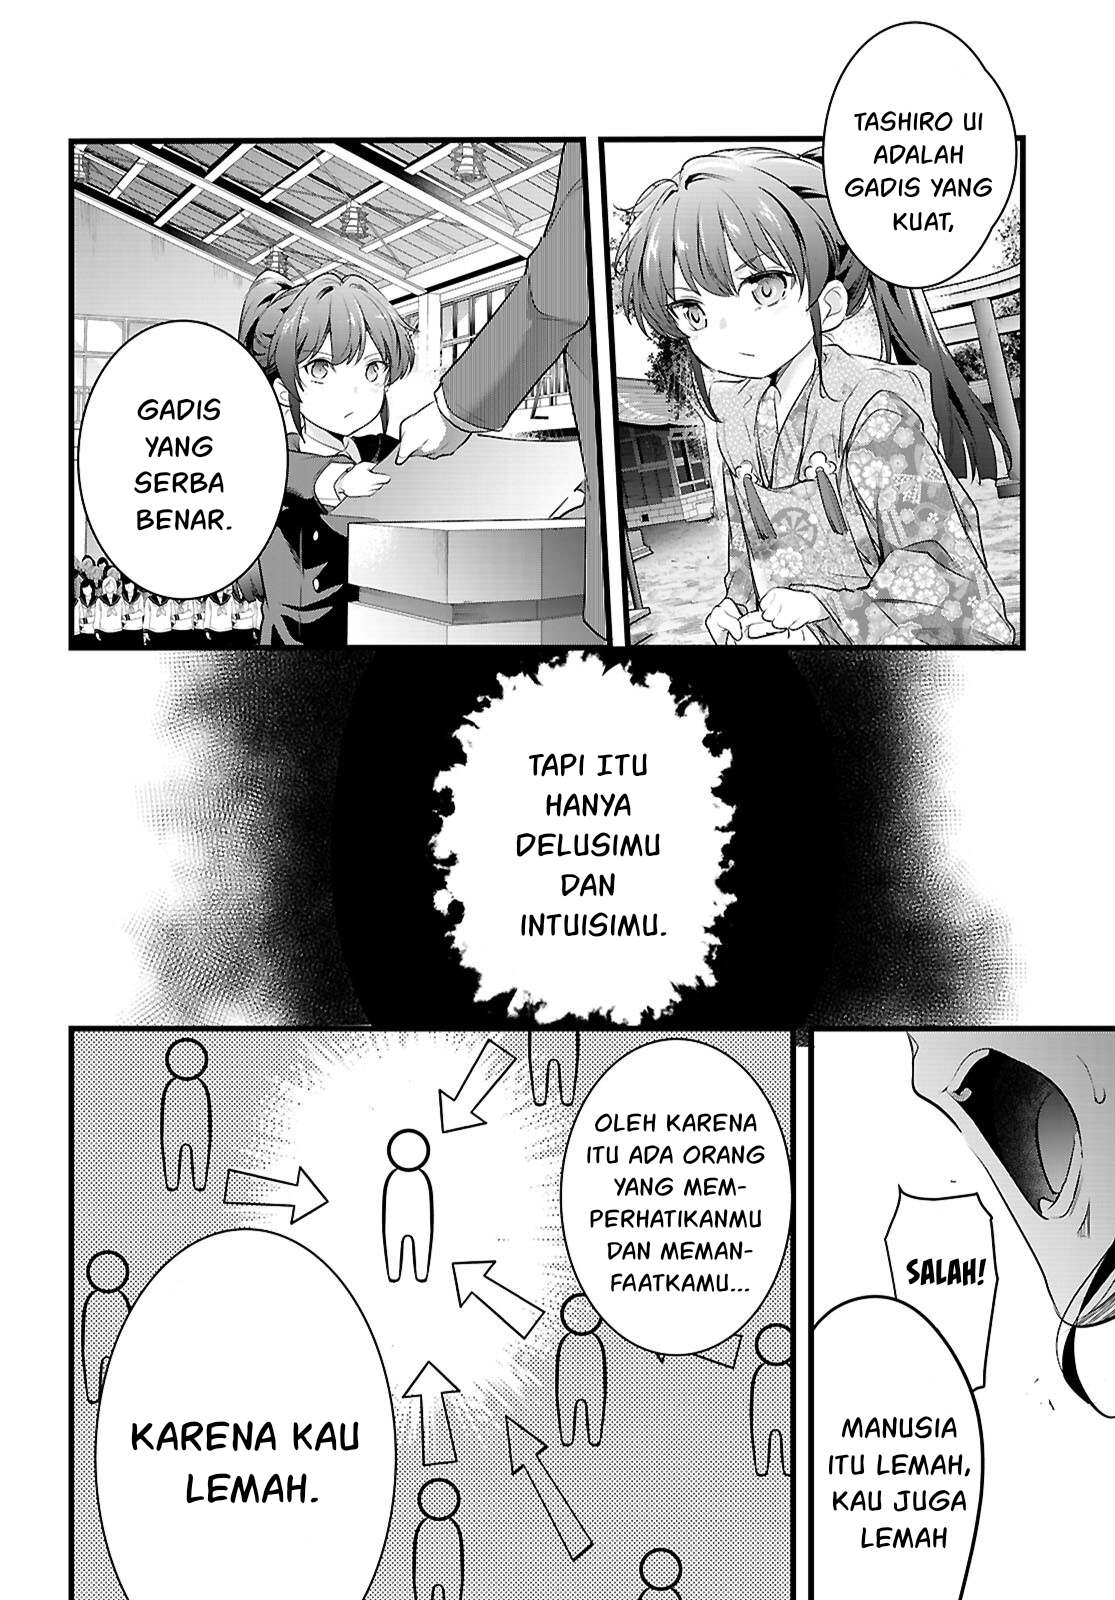 TASHIRO UI
ADALAH
GADIS YANG
KUAT,
GADIS
YANG
SERBA
BENAR.
TAPI ITU
HANYA
DELUSIMU
DAN
INTUISIMU.
SALAH!
MANUSIA
ITU LEMAH,
KAU JUGA
LEMAH
OLEH KARENA
ITU ADA ORANG
YANG MEM-
PERHATIKANMU
DAN MEMAN-
FAATKAMU...
KARENA KAU
LEMAH.